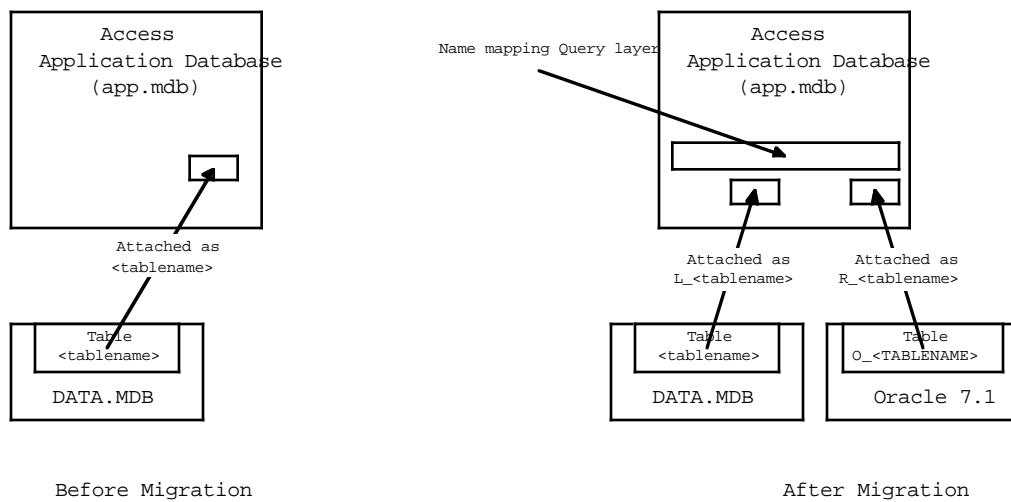 Access
Application Database
(app.mdb)
Attached as
<tablename>
Table
<tablename>
DATA.MDB
Before Migration
Name mapping Query layer
Access
Application Database
(app.mdb)
Attached as
L_<tablename>
Attached as
R_<tablename>
Table
<tablename>
DATA.MDB
Table
O_<TABLENAME>
Oracle 7.1
After Migration